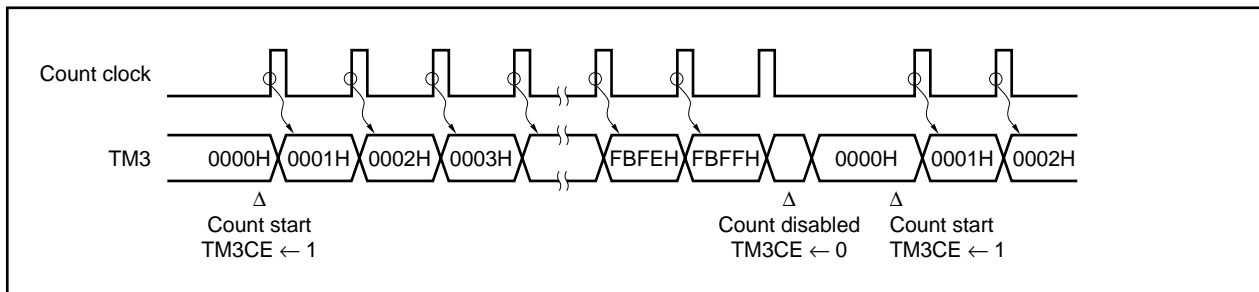 Count clock
TM3 0000H 0001H 0002H 0003H FBFEH FBFFH 0000H 0001H 0002H
Δ Δ Δ
Count start Count disabled Count start
TM3CE ← 1 TM3CE ← 0 TM3CE ← 1